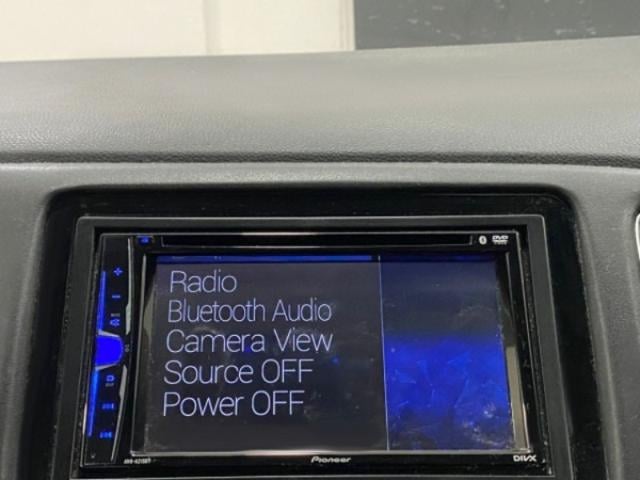 DVD
Radio
Bluetooth Audio
Camera View
Source OFF
Power OFF
Pioneer
DIVX